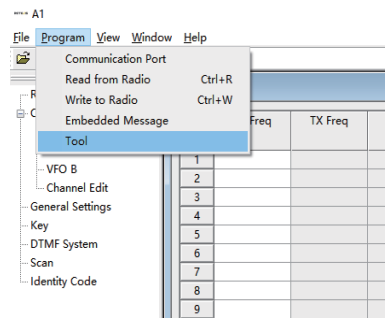 A1
File Program View Window Help
Communication Port
Read from Radio Ctrl+R
Write to Radio Ctrl+W
Embedded Message
Tool
R
C
VFO B
Channel Edit
General Settings
Key
DTMF System
Scan
Identity Code
Freq TX Freq
1
2
3
4
5
6
7
8
9